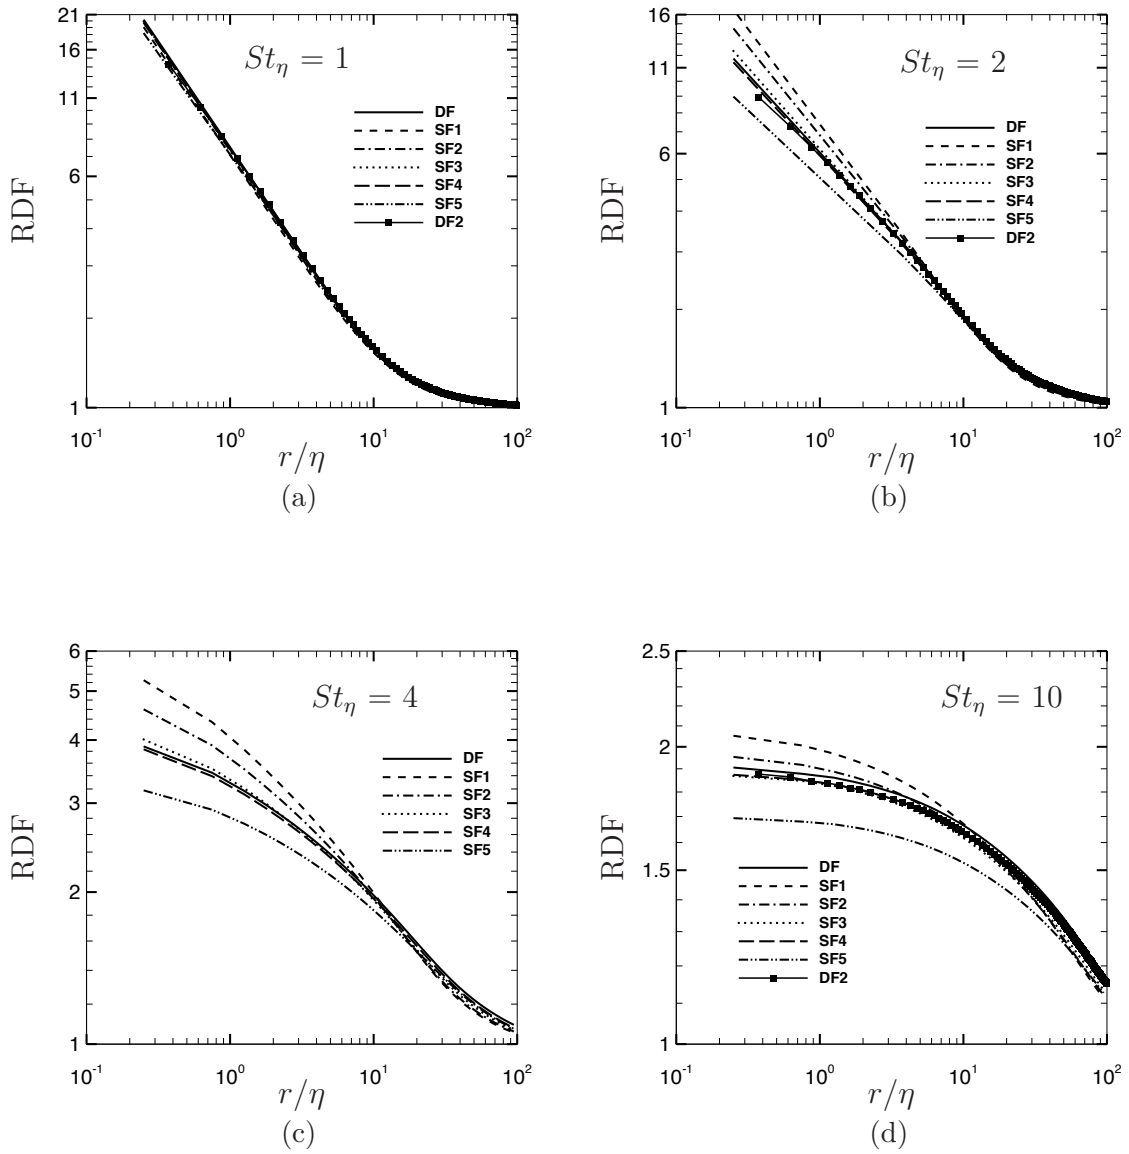 21
16
11
6
1
RDF
St_η = 1
DF
SF1
SF2
SF3
SF4
SF5
DF2
10^-1
10^0
10^1
10^2
r/η
(a)
16
11
6
1
RDF
St_η = 2
DF
SF1
SF2
SF3
SF4
SF5
DF2
10^-1
10^0
10^1
10^2
r/η
(b)
6
5
4
3
2
1
RDF
St_η = 4
DF
SF1
SF2
SF3
SF4
SF5
10^-1
10^0
10^1
10^2
r/η
(c)
2.5
2
1.5
1
RDF
St_η = 10
DF
SF1
SF2
SF3
SF4
SF5
DF2
10^-1
10^0
10^1
10^2
r/η
(d)